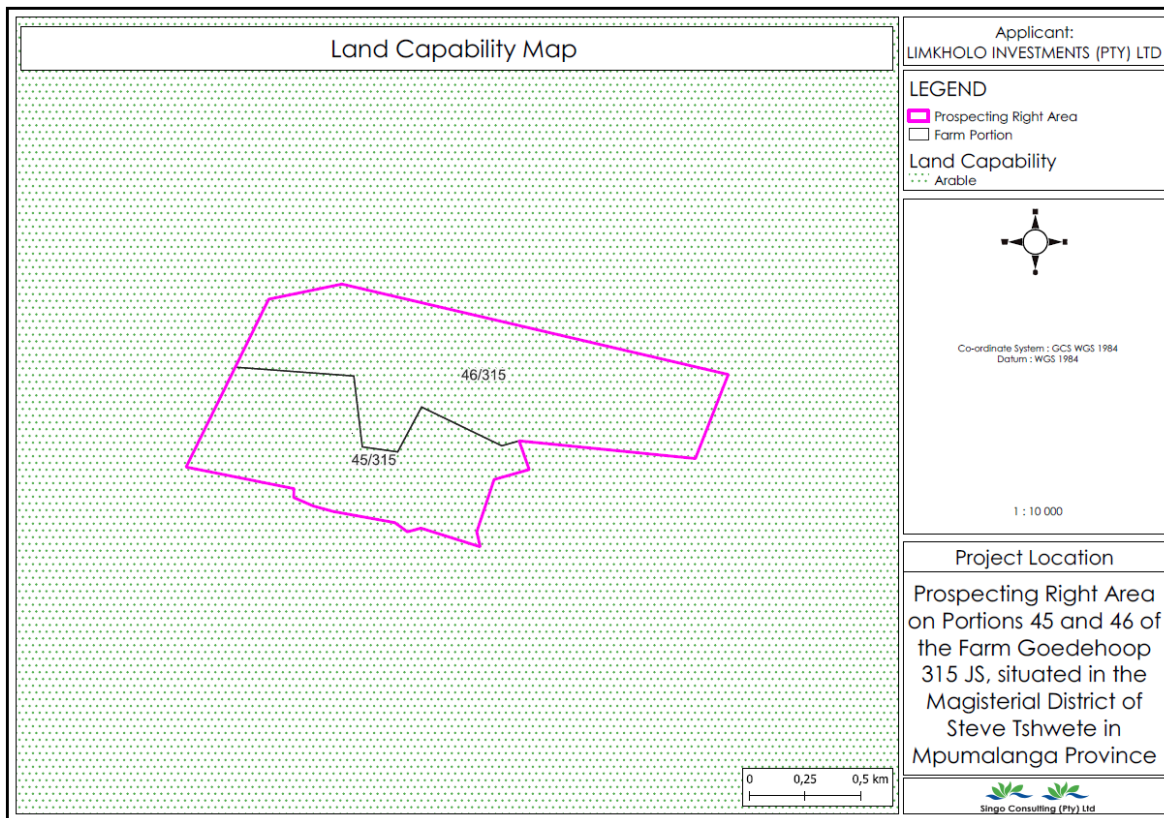 Land Capability Map
46/315
45/315
0 0,25 0,5 km
Applicant:
LIMKHOLO INVESTMENTS (PTY) LTD
LEGEND
Prospecting Right Area
Farm Portion
Land Capability
Arable
Co-ordinate System : GCS WGS 1984
Datum : WGS 1984
1 : 10 000
Project Location
Prospecting Right Area
on Portions 45 and 46 of
the Farm Goedehoop
315 JS, situated in the
Magisterial District of
Steve Tshwete in
Mpumalanga Province
Singo Consulting (Pty) Ltd